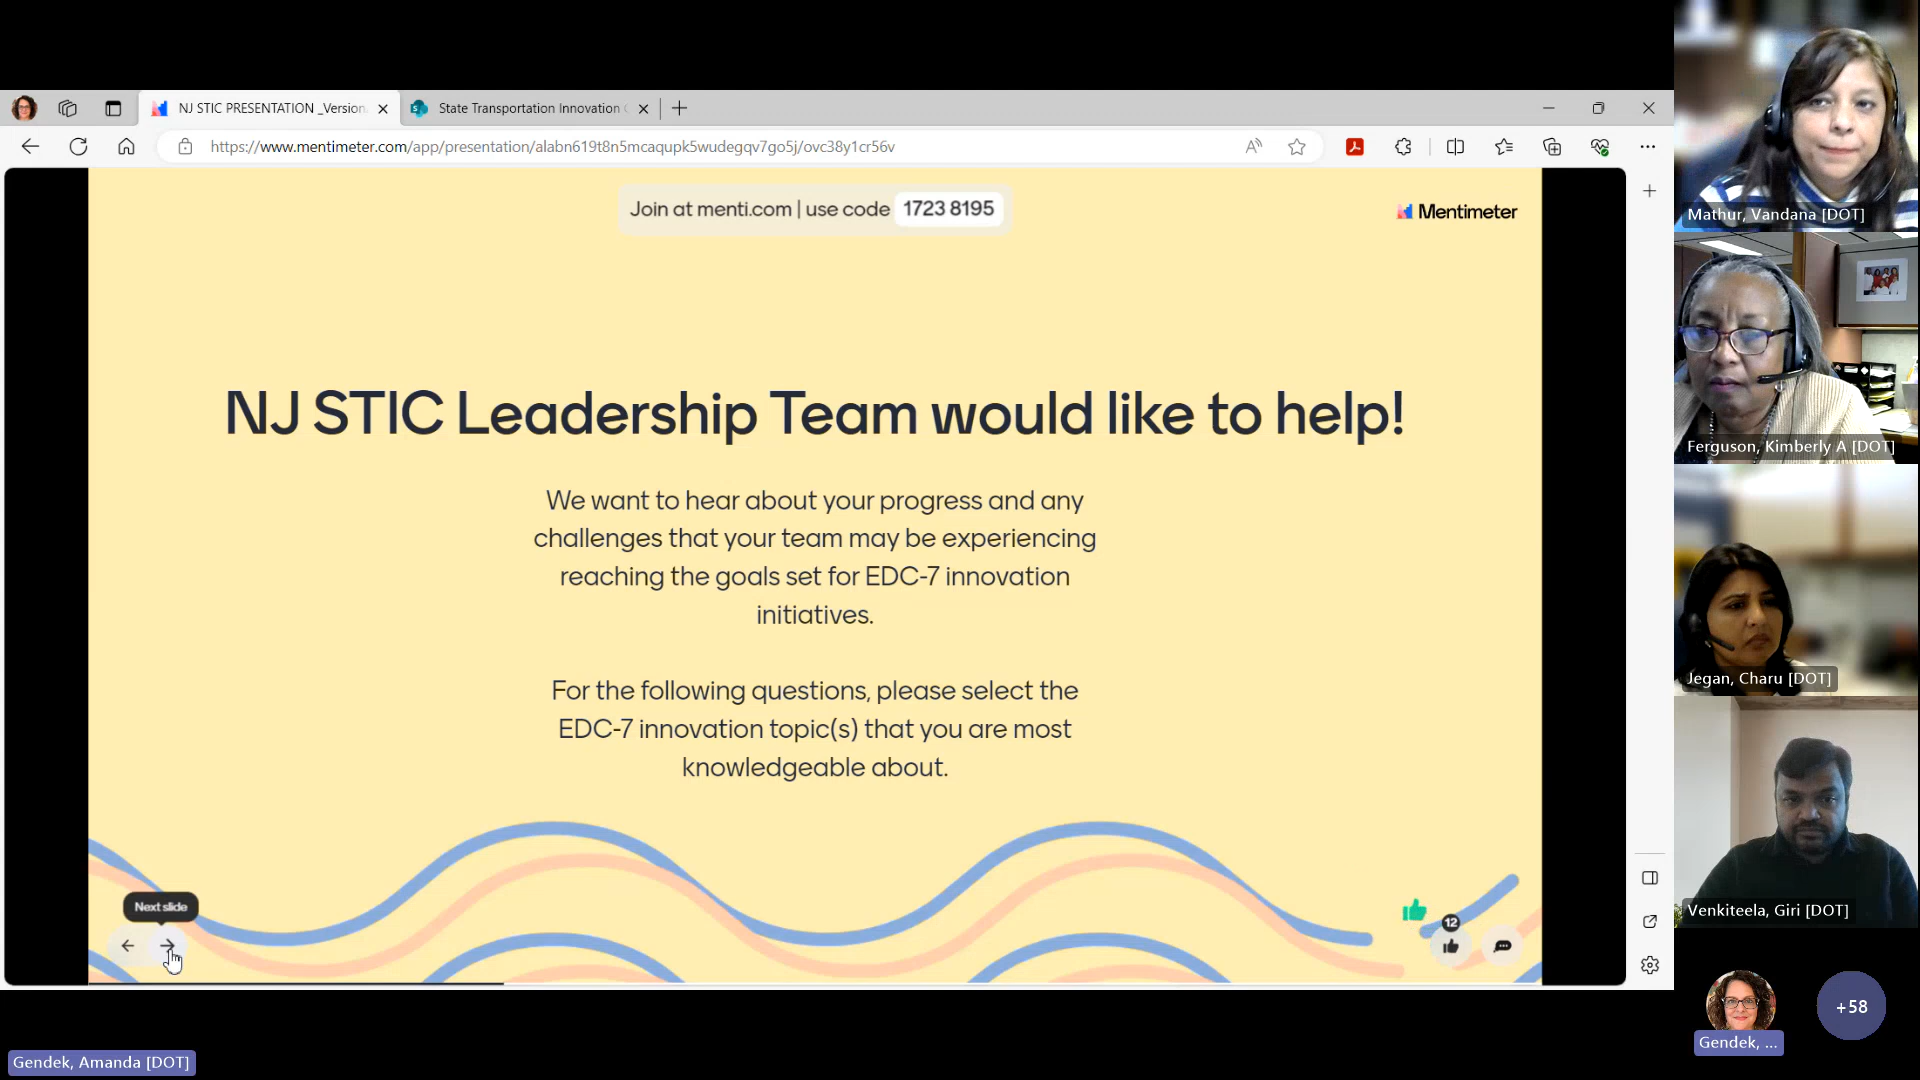 NJ STIC PRESENTATION _Version
State Transportation Innovation
https://www.mentimeter.com/app/presentation/alabn619t8n5mcaqupk5wudegqv7go5j/ovc38y1cr56v
Join at menti.com | use code 1723 8195
Mentimeter
NJ STIC Leadership Team would like to help!
We want to hear about your progress and any
challenges that your team may be experiencing
reaching the goals set for EDC-7 innovation
initiatives.
For the following questions, please select the
EDC-7 innovation topic(s) that you are most
knowledgeable about.
Next slide
12
Mathur, Vandana [DOT]
Ferguson, Kimberly A [DOT]
Jegan, Charu [DOT]
Venkiteela, Giri [DOT]
+58
Gendek, ...
Gendek, Amanda [DOT]